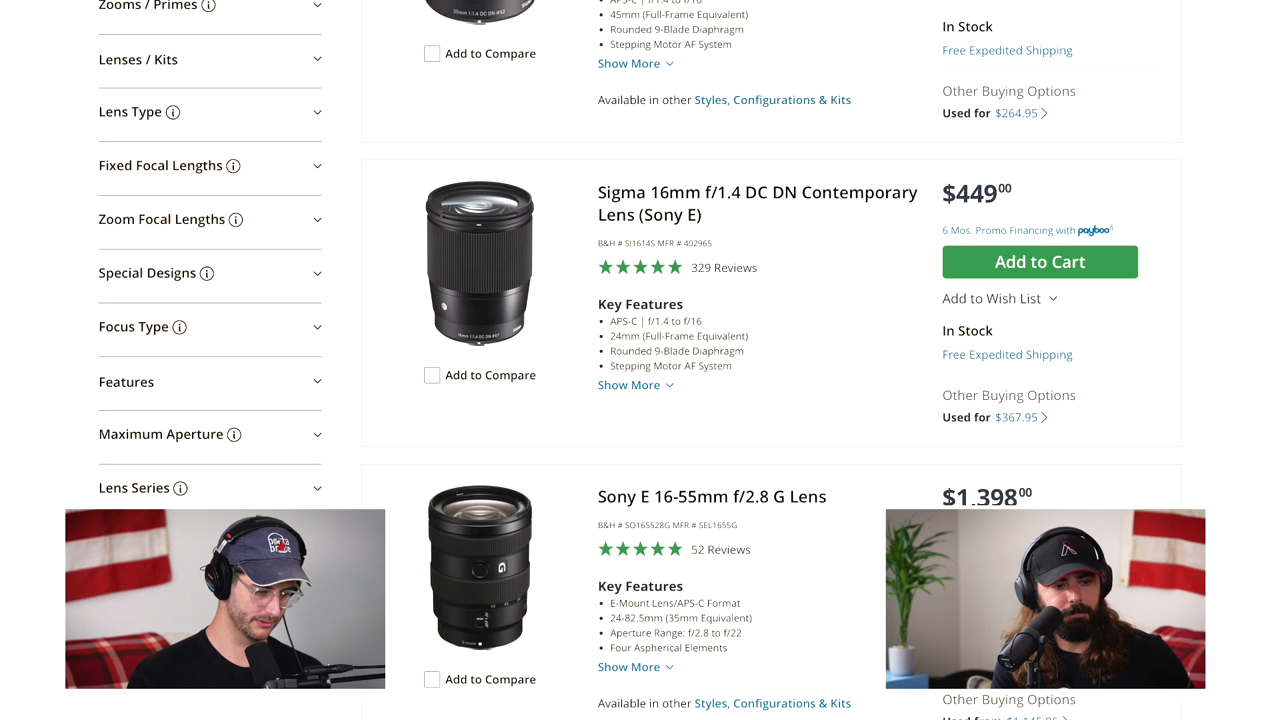 Zooms / Primes
Lenses / Kits
Lens Type
Fixed Focal Lengths
Zoom Focal Lengths
Special Designs
Focus Type
Features
Maximum Aperture
Lens Series
Add to Compare
45mm (Full-Frame Equivalent)
Rounded 9-Blade Diaphragm
Stepping Motor AF System
Show More
Available in other Styles, Configurations & Kits
In Stock
Free Expedited Shipping
Other Buying Options
Used for $264.95
Add to Compare
Sigma 16mm f/1.4 DC DN Contemporary
Lens (Sony E)
B&H # SI1614S MFR # 402965
329 Reviews
Key Features
APS-C | f/1.4 to f/16
24mm (Full-Frame Equivalent)
Rounded 9-Blade Diaphragm
Stepping Motor AF System
Show More
$449.00
6 Mos. Promo Financing with payboo§
Add to Cart
Add to Wish List
In Stock
Free Expedited Shipping
Other Buying Options
Used for $367.95
G
Add to Compare
Sony E 16-55mm f/2.8 G Lens
B&H # SO165528G MFR # SEL1655G
52 Reviews
Key Features
E-Mount Lens/APS-C Format
24-82.5mm (35mm Equivalent)
Aperture Range: f/2.8 to f/22
Four Aspherical Elements
Show More
Available in other Styles, Configurations & Kits
$1,398.00
Other Buying Options